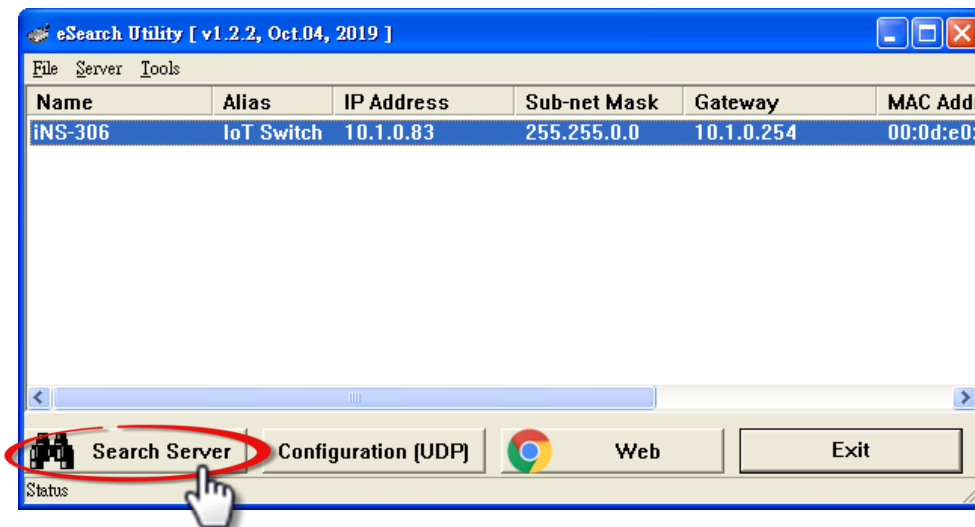 eSearch Utility [ v1.2.2, Oct.04, 2019 ]
File Server Tools
Name Alias IP Address Sub-net Mask Gateway MAC Add
iNS-306 IoT Switch 10.1.0.83 255.255.0.0 10.1.0.254 00:0d:e0:
Search Server Configuration (UDP) Web Exit
Status